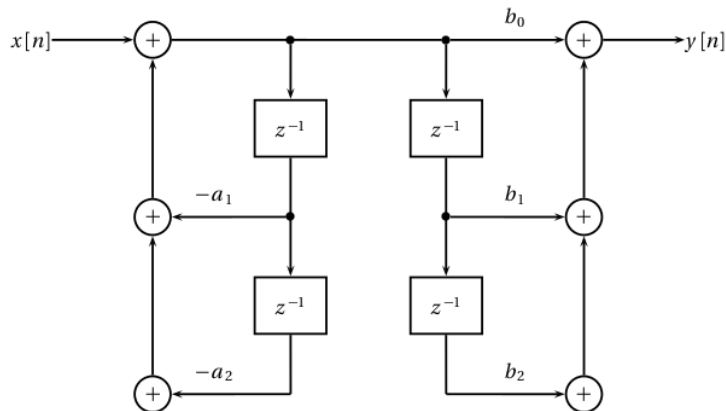 x[n] + b₀ + y[n]
z⁻¹ z⁻¹
+ −a₁ b₁ +
z⁻¹ z⁻¹
+ −a₂ b₂ +